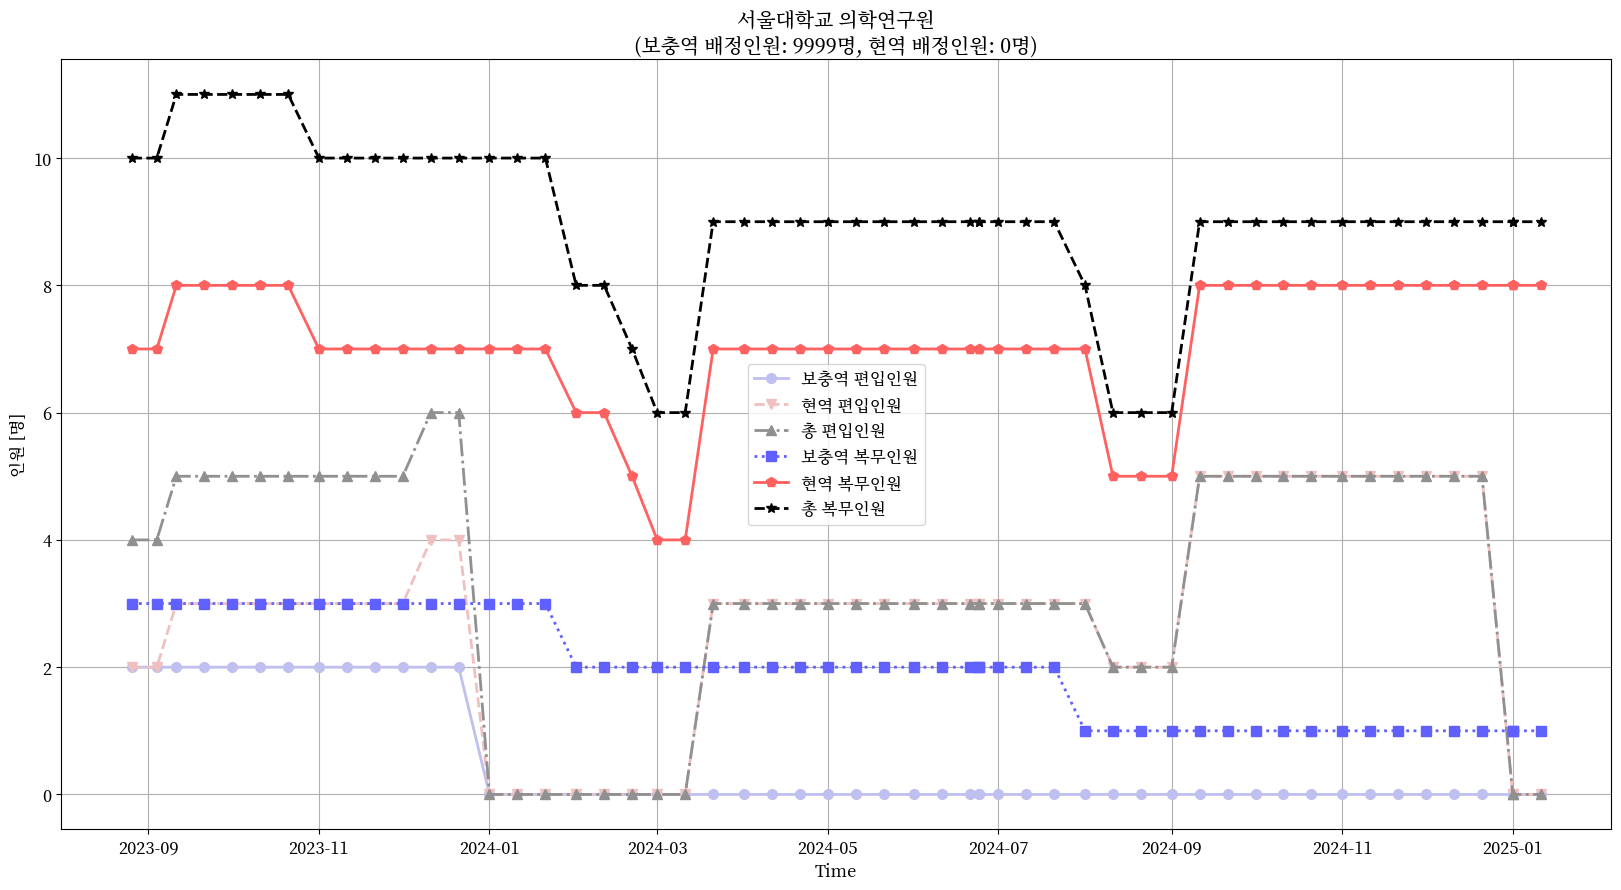 서울대학교 의학연구원
(보충역 배정인원: 9999명, 현역 배정인원: 0명)
인원 [명]
10
8
6
4
2
0
보충역 편입인원
현역 편입인원
총 편입인원
보충역 복무인원
현역 복무인원
총 복무인원
2023-09 2023-11 2024-01 2024-03 2024-05 2024-07 2024-09 2024-11 2025-01
Time